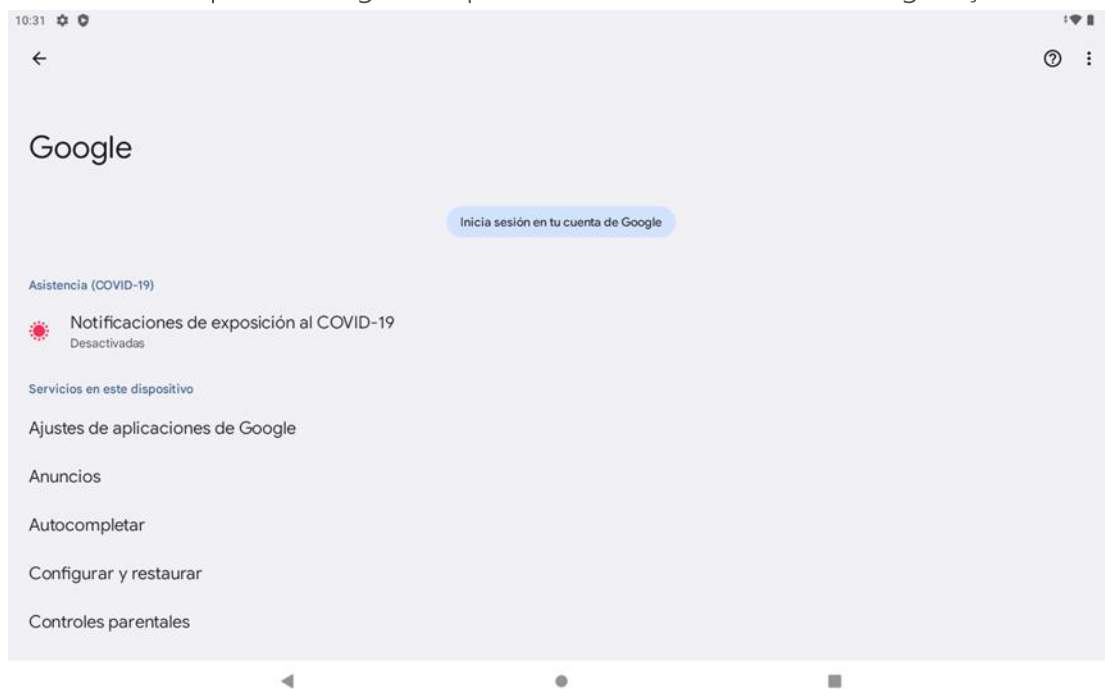 10:31
Google
Inicia sesión en tu cuenta de Google
Asistencia (COVID-19)
Notificaciones de exposición al COVID-19
Desactivadas
Servicios en este dispositivo
Ajustes de aplicaciones de Google
Anuncios
Autocompletar
Configurar y restaurar
Controles parentales